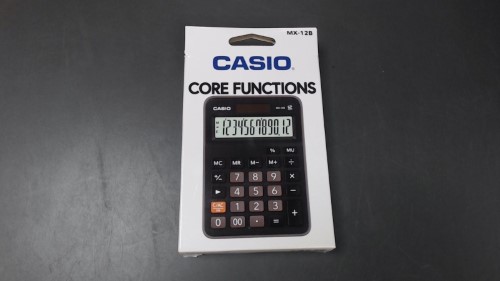 MX-12B
CASIO
CORE FUNCTIONS
CASIO
123456789012
% MU
MC MR M− M+ ÷
+/− 7 8 9 ×
▶ 4 5 6 −
1 2 3
0 00 · = +